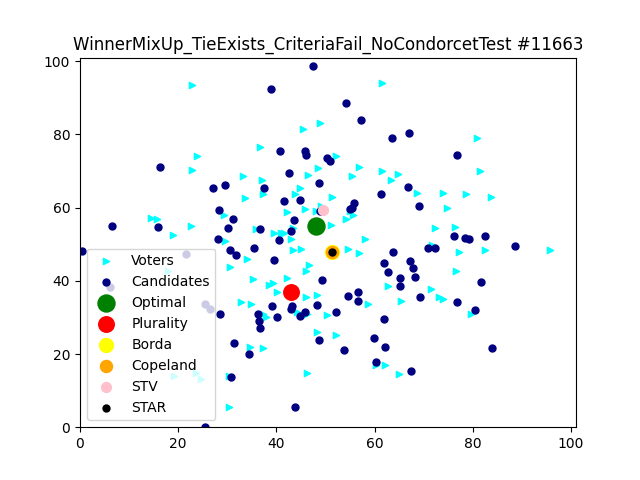 WinnerMixUp_TieExists_CriteriaFail_NoCondorcetTest #11663
100
80
60
40
20
0
Voters
Candidates
Optimal
Plurality
Borda
Copeland
STV
STAR
0 20 40 60 80 100